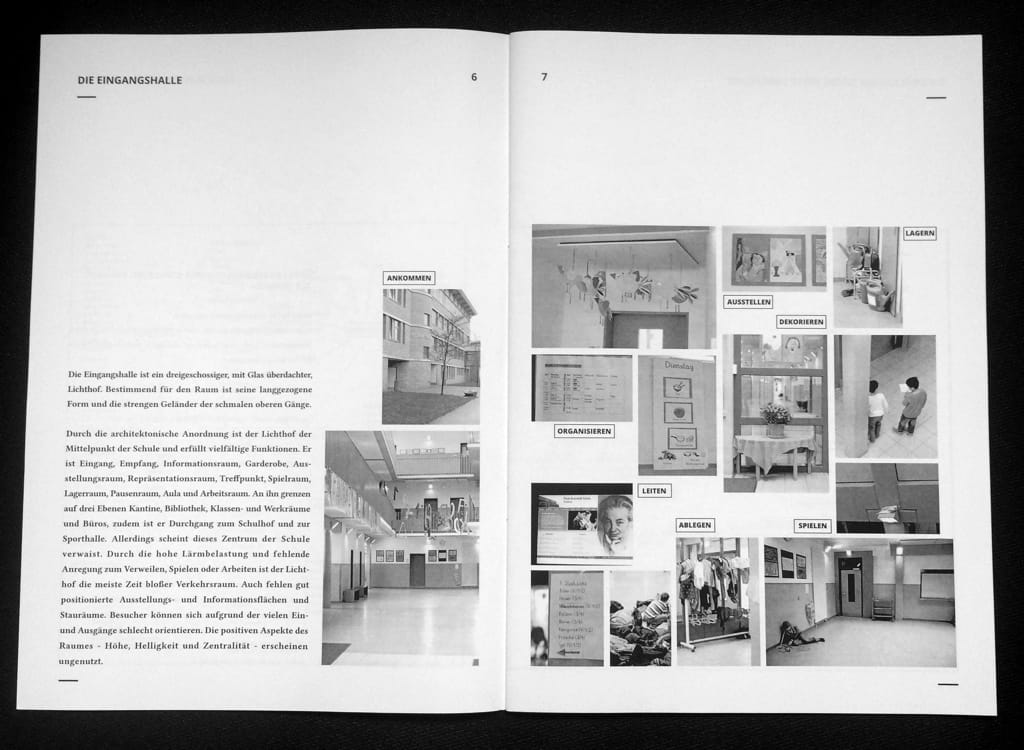 DIE EINGANGSHALLE
6
Die Eingangshalle ist ein dreigeschossiger, mit Glas überdachter,
Lichthof. Bestimmend für den Raum ist seine langgezogene
Form und die strengen Geländer der schmalen oberen Gänge.
Durch die architektonische Anordnung ist der Lichthof der
Mittelpunkt der Schule und erfüllt vielfältige Funktionen. Er
ist Eingang, Empfang, Informationsraum, Garderobe, Aus-
stellungsraum, Repräsentationsraum, Treffpunkt, Spielraum,
Lagerraum, Pausenraum, Aula und Arbeitsraum. An ihn grenzen
auf drei Ebenen Kantine, Bibliothek, Klassen- und Werkräume
und Büros, zudem ist er Durchgang zum Schulhof und zur
Sporthalle. Allerdings scheint dieses Zentrum der Schule
verwaist. Durch die hohe Lärmbelastung und fehlende
Anregung zum Verweilen, Spielen oder Arbeiten ist der Licht-
hof die meiste Zeit bloßer Verkehrsraum. Auch fehlen gut
positionierte Ausstellungs- und Informationsflächen und
Stauräume. Besucher können sich aufgrund der vielen Ein-
und Ausgänge schlecht orientieren. Die positiven Aspekte des
Raumes - Höhe, Helligkeit und Zentralität - erscheinen
ungenutzt.
ANKOMMEN
7
LAGERN
AUSSTELLEN
DEKORIEREN
Dienstag
ORGANISIEREN
LEITEN
ABLEGEN
SPIELEN